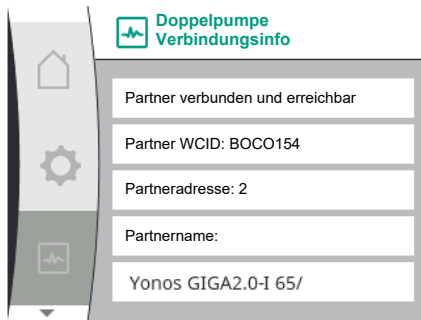 Doppelpumpe
Verbindungsinfo
Partner verbunden und erreichbar
Partner WCID: BOCO154
Partneradresse: 2
Partnername:
Yonos GIGA2.0-I 65/